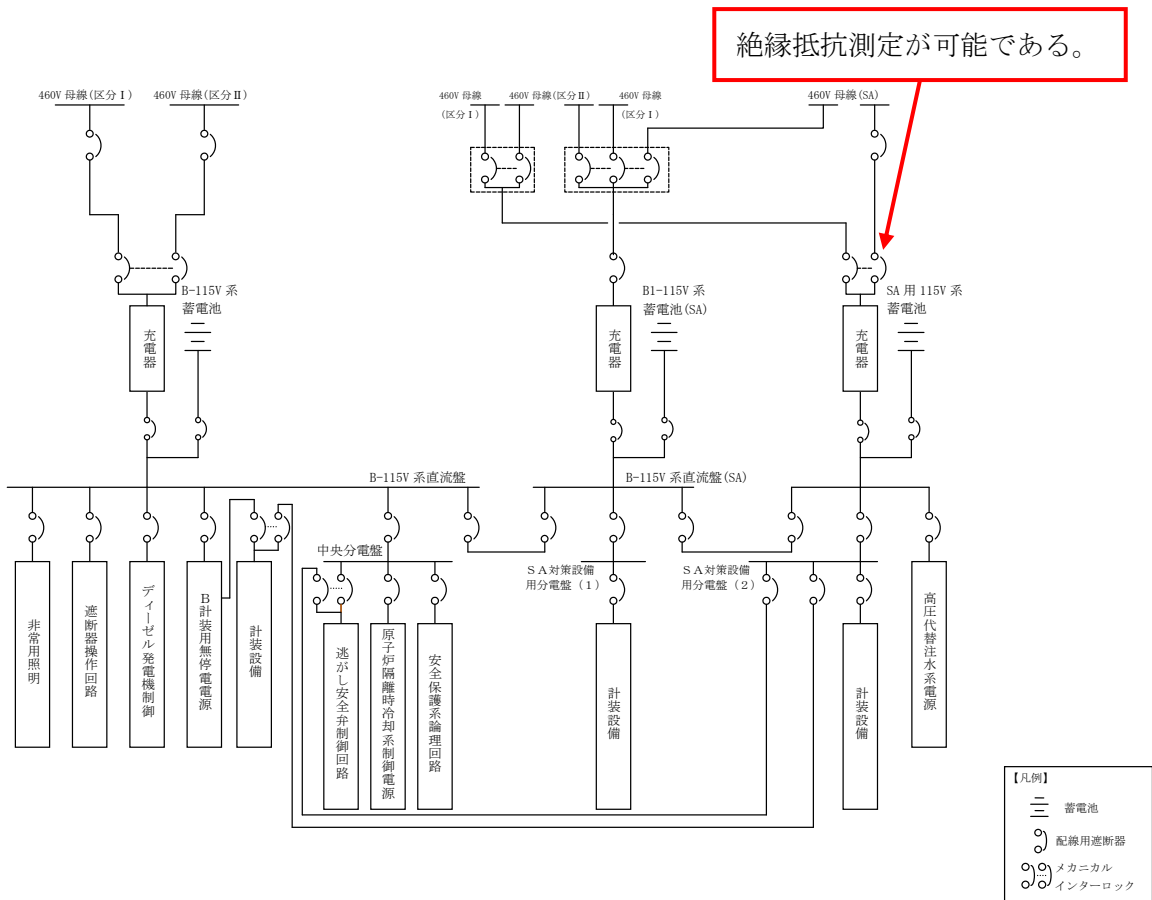 絶縁抵抗測定が可能である。
460V 母線(区分Ⅰ)
460V 母線(区分Ⅱ)
460V 母線
(区分Ⅰ)
460V 母線(区分Ⅱ)
460V 母線
(区分Ⅰ)
460V 母線(SA)
B-115V 系
蓄電池
B1-115V 系
蓄電池(SA)
SA 用 115V 系
蓄電池
充電器
充電器
充電器
B-115V 系直流盤
B-115V 系直流盤(SA)
中央分電盤
SA対策設備
用分電盤（1）
SA対策設備
用分電盤（2）
非常用照明
遮断器操作回路
ディーゼル発電機制御
B計装用無停電電源
計装設備
逃がし安全弁制御回路
原子炉隔離時冷却系制御電源
安全保護系論理回路
計装設備
計装設備
高圧代替注水系電源
【凡例】
蓄電池
配線用遮断器
メカニカル
インターロック